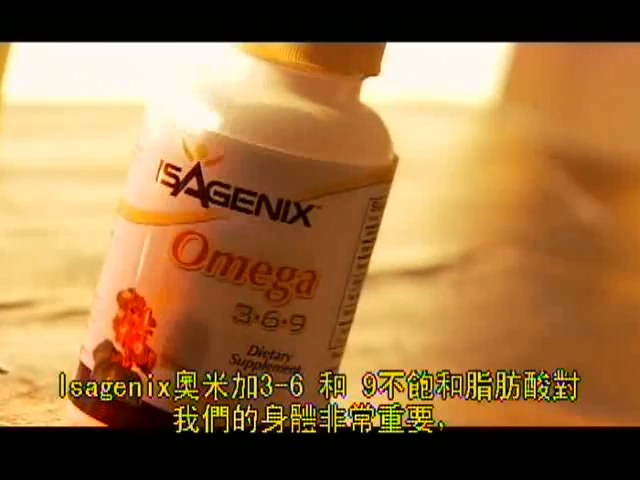 ISAGENIX
Omega
3·6·9
Dietary
Supplement
Isagenix奧米加3-6 和 9不飽和脂肪酸對
我們的身體非常重要,